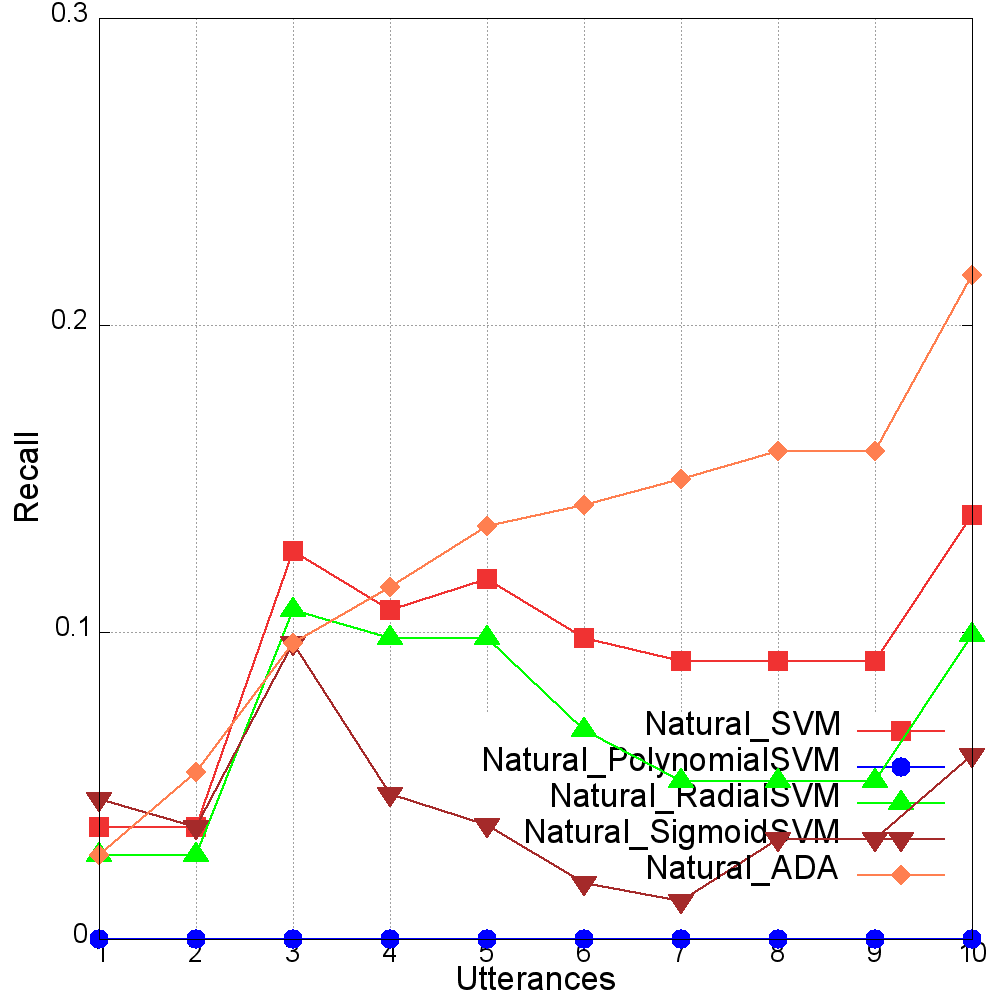 0.3
0.2
0.1
0
Recall
Natural_SVM
Natural_PolynomialSVM
Natural_RadialSVM
Natural_SigmoidSVM
Natural_ADA
1 2 3 4 5 6 7 8 9 10
Utterances